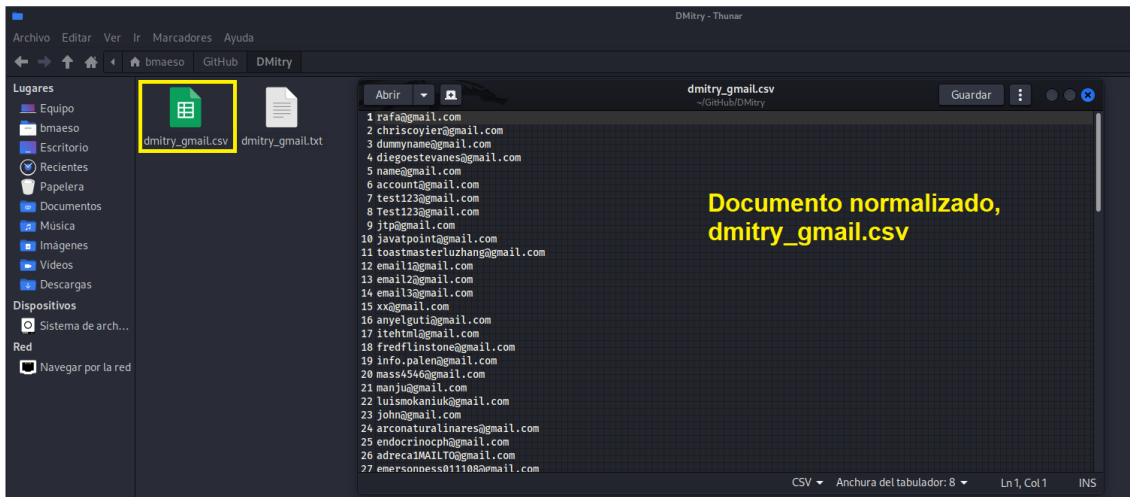 DMitry - Thunar
Archivo Editar Ver Ir Marcadores Ayuda
bmaeso GitHub DMitry
Lugares
Equipo
bmaeso
Escritorio
Recientes
Papelera
Documentos
Música
Imágenes
Vídeos
Descargas
Dispositivos
Sistema de arch...
Red
Navegar por la red
dmitry_gmail.csv dmitry_gmail.txt
Abrir dmitry_gmail.csv Guardar
~/GitHub/DMitry
1 rafa@gmail.com
2 chriscoyier@gmail.com
3 dummyname@gmail.com
4 diegoestevanes@gmail.com
5 name@gmail.com
6 account@gmail.com
7 test123@gmail.com
8 Test123@gmail.com
9 jtp@gmail.com
10 javatpoint@gmail.com
11 toastmasterluzhang@gmail.com
12 email1@gmail.com
13 email2@gmail.com
14 email3@gmail.com
15 xx@gmail.com
16 anyelguti@gmail.com
17 itehtml@gmail.com
18 fredflinstone@gmail.com
19 info.palen@gmail.com
20 mass4546@gmail.com
21 manju@gmail.com
22 luismokaniuk@gmail.com
23 john@gmail.com
24 arconaturalinares@gmail.com
25 endocrinocph@gmail.com
26 adreca1MAILTO@gmail.com
27 emersonpess011108@gmail.com
Documento normalizado,
dmitry_gmail.csv
CSV Anchura del tabulador: 8 Ln 1, Col 1 INS